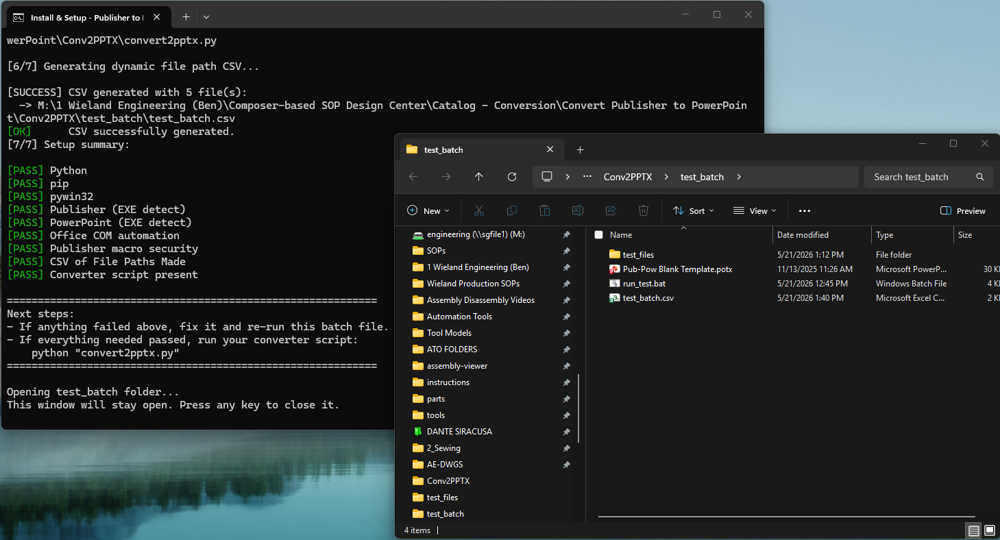 Install & Setup - Publisher to
werPoint\Conv2PPTX\convert2pptx.py
[6/7] Generating dynamic file path CSV...
[SUCCESS] CSV generated with 5 file(s):
-> M:\1 Wieland Engineering (Ben)\Composer-based SOP Design Center\Catalog - Conversion\Convert Publisher to PowerPoin
t\Conv2PPTX\test_batch\test_batch.csv
[OK] CSV successfully generated.
[7/7] Setup summary:
[PASS] Python
[PASS] pip
[PASS] pywin32
[PASS] Publisher (EXE detect)
[PASS] PowerPoint (EXE detect)
[PASS] Office COM automation
[PASS] Publisher macro security
[PASS] CSV of File Paths Made
[PASS] Converter script present
============================================================
Next steps:
- If anything failed above, fix it and re-run this batch file.
- If everything needed passed, run your converter script:
python "convert2pptx.py"
============================================================
Opening test_batch folder...
This window will stay open. Press any key to close it.
test_batch
Conv2PPTX test_batch
Search test_batch
New
Sort
View
Preview
engineering (\\sgfile1) (M:)
SOPs
1 Wieland Engineering (Ben)
Wieland Production SOPs
Assembly Disassembly Videos
Automation Tools
Tool Models
ATO FOLDERS
assembly-viewer
instructions
parts
tools
DANTE SIRACUSA
2_Sewing
AE-DWGS
Conv2PPTX
test_files
test_batch
Name Date modified Type Size
test_files 5/21/2026 1:12 PM File folder
Pub-Pow Blank Template.potx 11/13/2025 11:26 AM Microsoft PowerP... 30 K
run_test.bat 5/21/2026 12:45 PM Windows Batch File 4 K
test_batch.csv 5/21/2026 1:40 PM Microsoft Excel C... 2 K
4 items